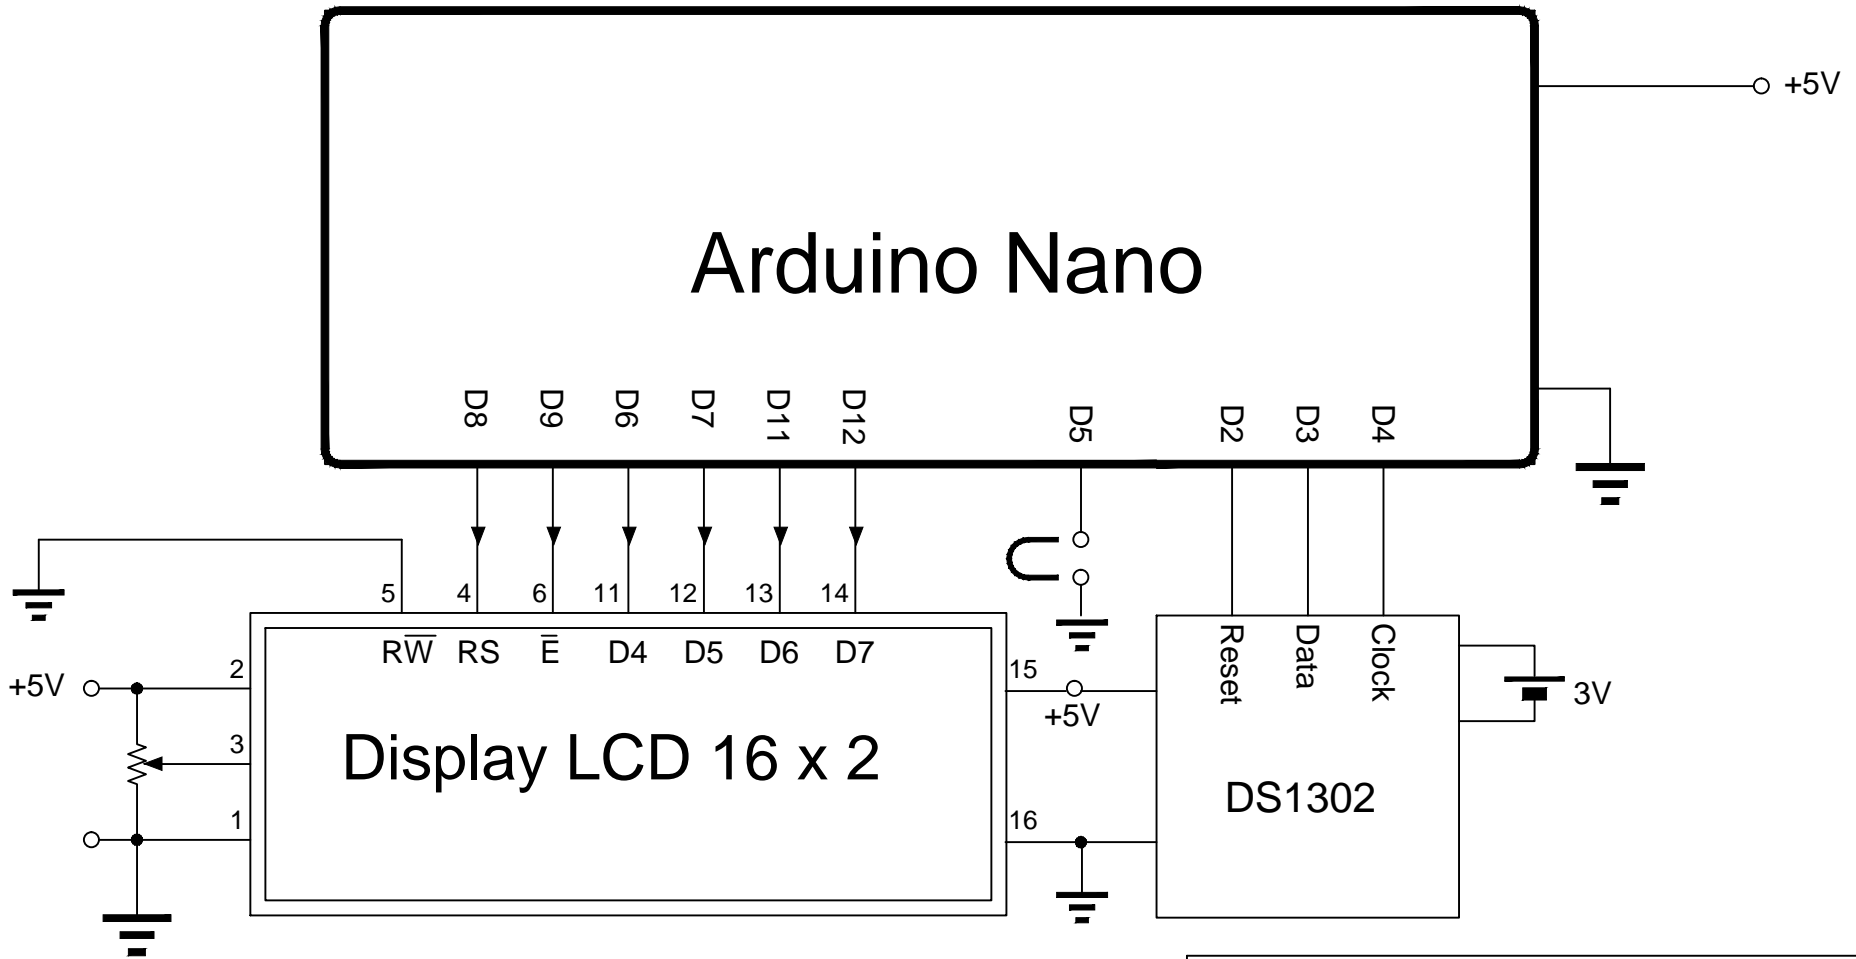 +5V
Arduino Nano
D8 D9 D6 D7 D11 D12 D5 D2 D3 D4
5 4 6 11 12 13 14
RW̅ RS E̅ D4 D5 D6 D7
Reset Data Clock
2 15
+5V
+5V
3V
3
Display LCD 16 x 2
DS1302
1 16